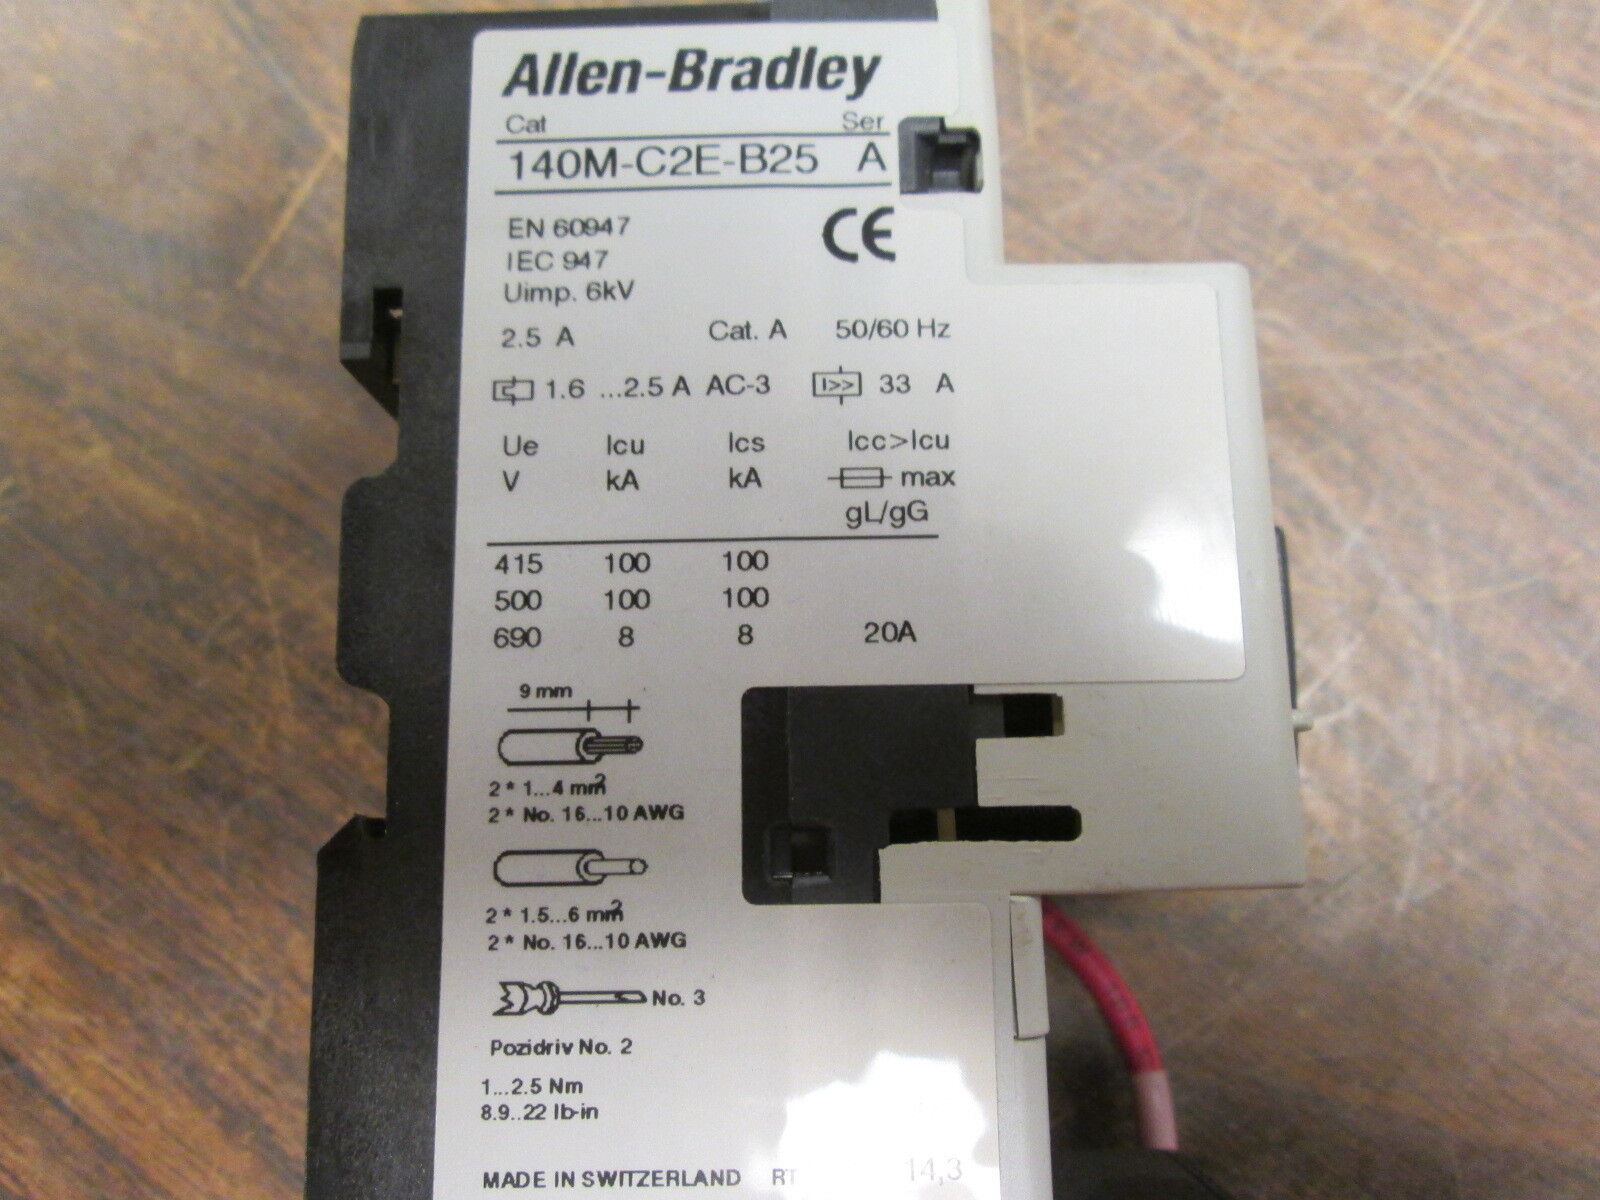 Allen-Bradley
Cat Ser
140M-C2E-B25 A
EN 60947
IEC 947
Uimp. 6kV
CE
2.5 A Cat. A 50/60 Hz
1.6 ...2.5 A AC-3 I>> 33 A
Ue Icu Ics Icc>Icu
V kA kA max
gL/gG
415 100 100
500 100 100
690 8 8 20A
9 mm
2 * 1...4 mm²
2 * No. 16...10 AWG
2 * 1.5...6 mm²
2 * No. 16...10 AWG
No. 3
Pozidriv No. 2
1...2.5 Nm
8.9..22 lb-in
MADE IN SWITZERLAND RT 14,3